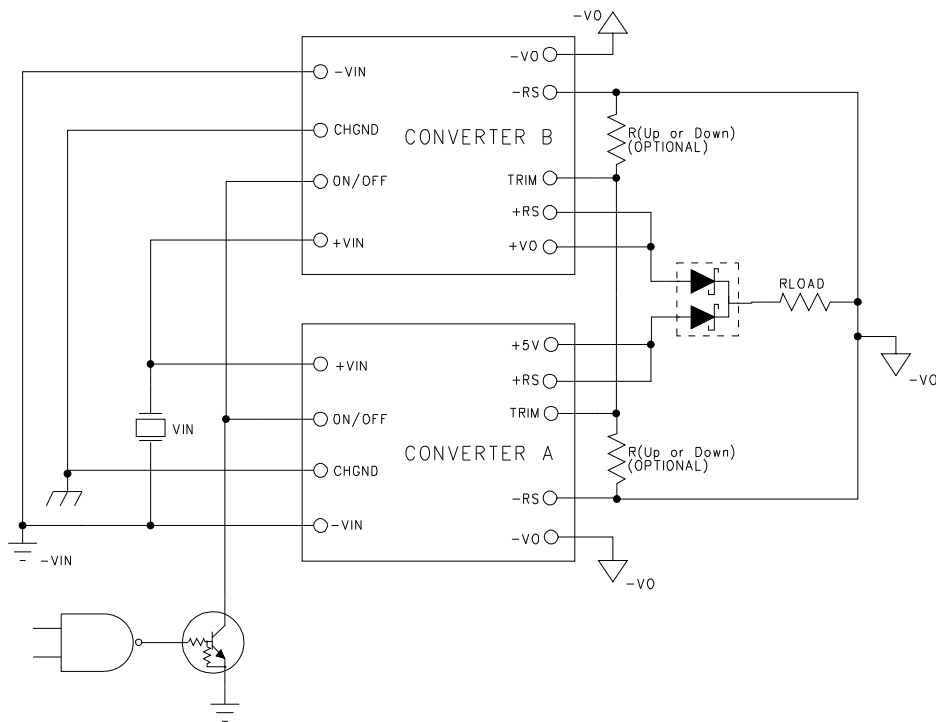 -VO
-VIN
-VO
-RS
CHGND
CONVERTER B
R(Up or Down)
(OPTIONAL)
ON/OFF
TRIM
+RS
+VIN
+VO
RLOAD
+5V
+VIN
+RS
-VO
ON/OFF
TRIM
VIN
CONVERTER A
R(Up or Down)
(OPTIONAL)
CHGND
-RS
-VIN
-VO
-VIN
-VO